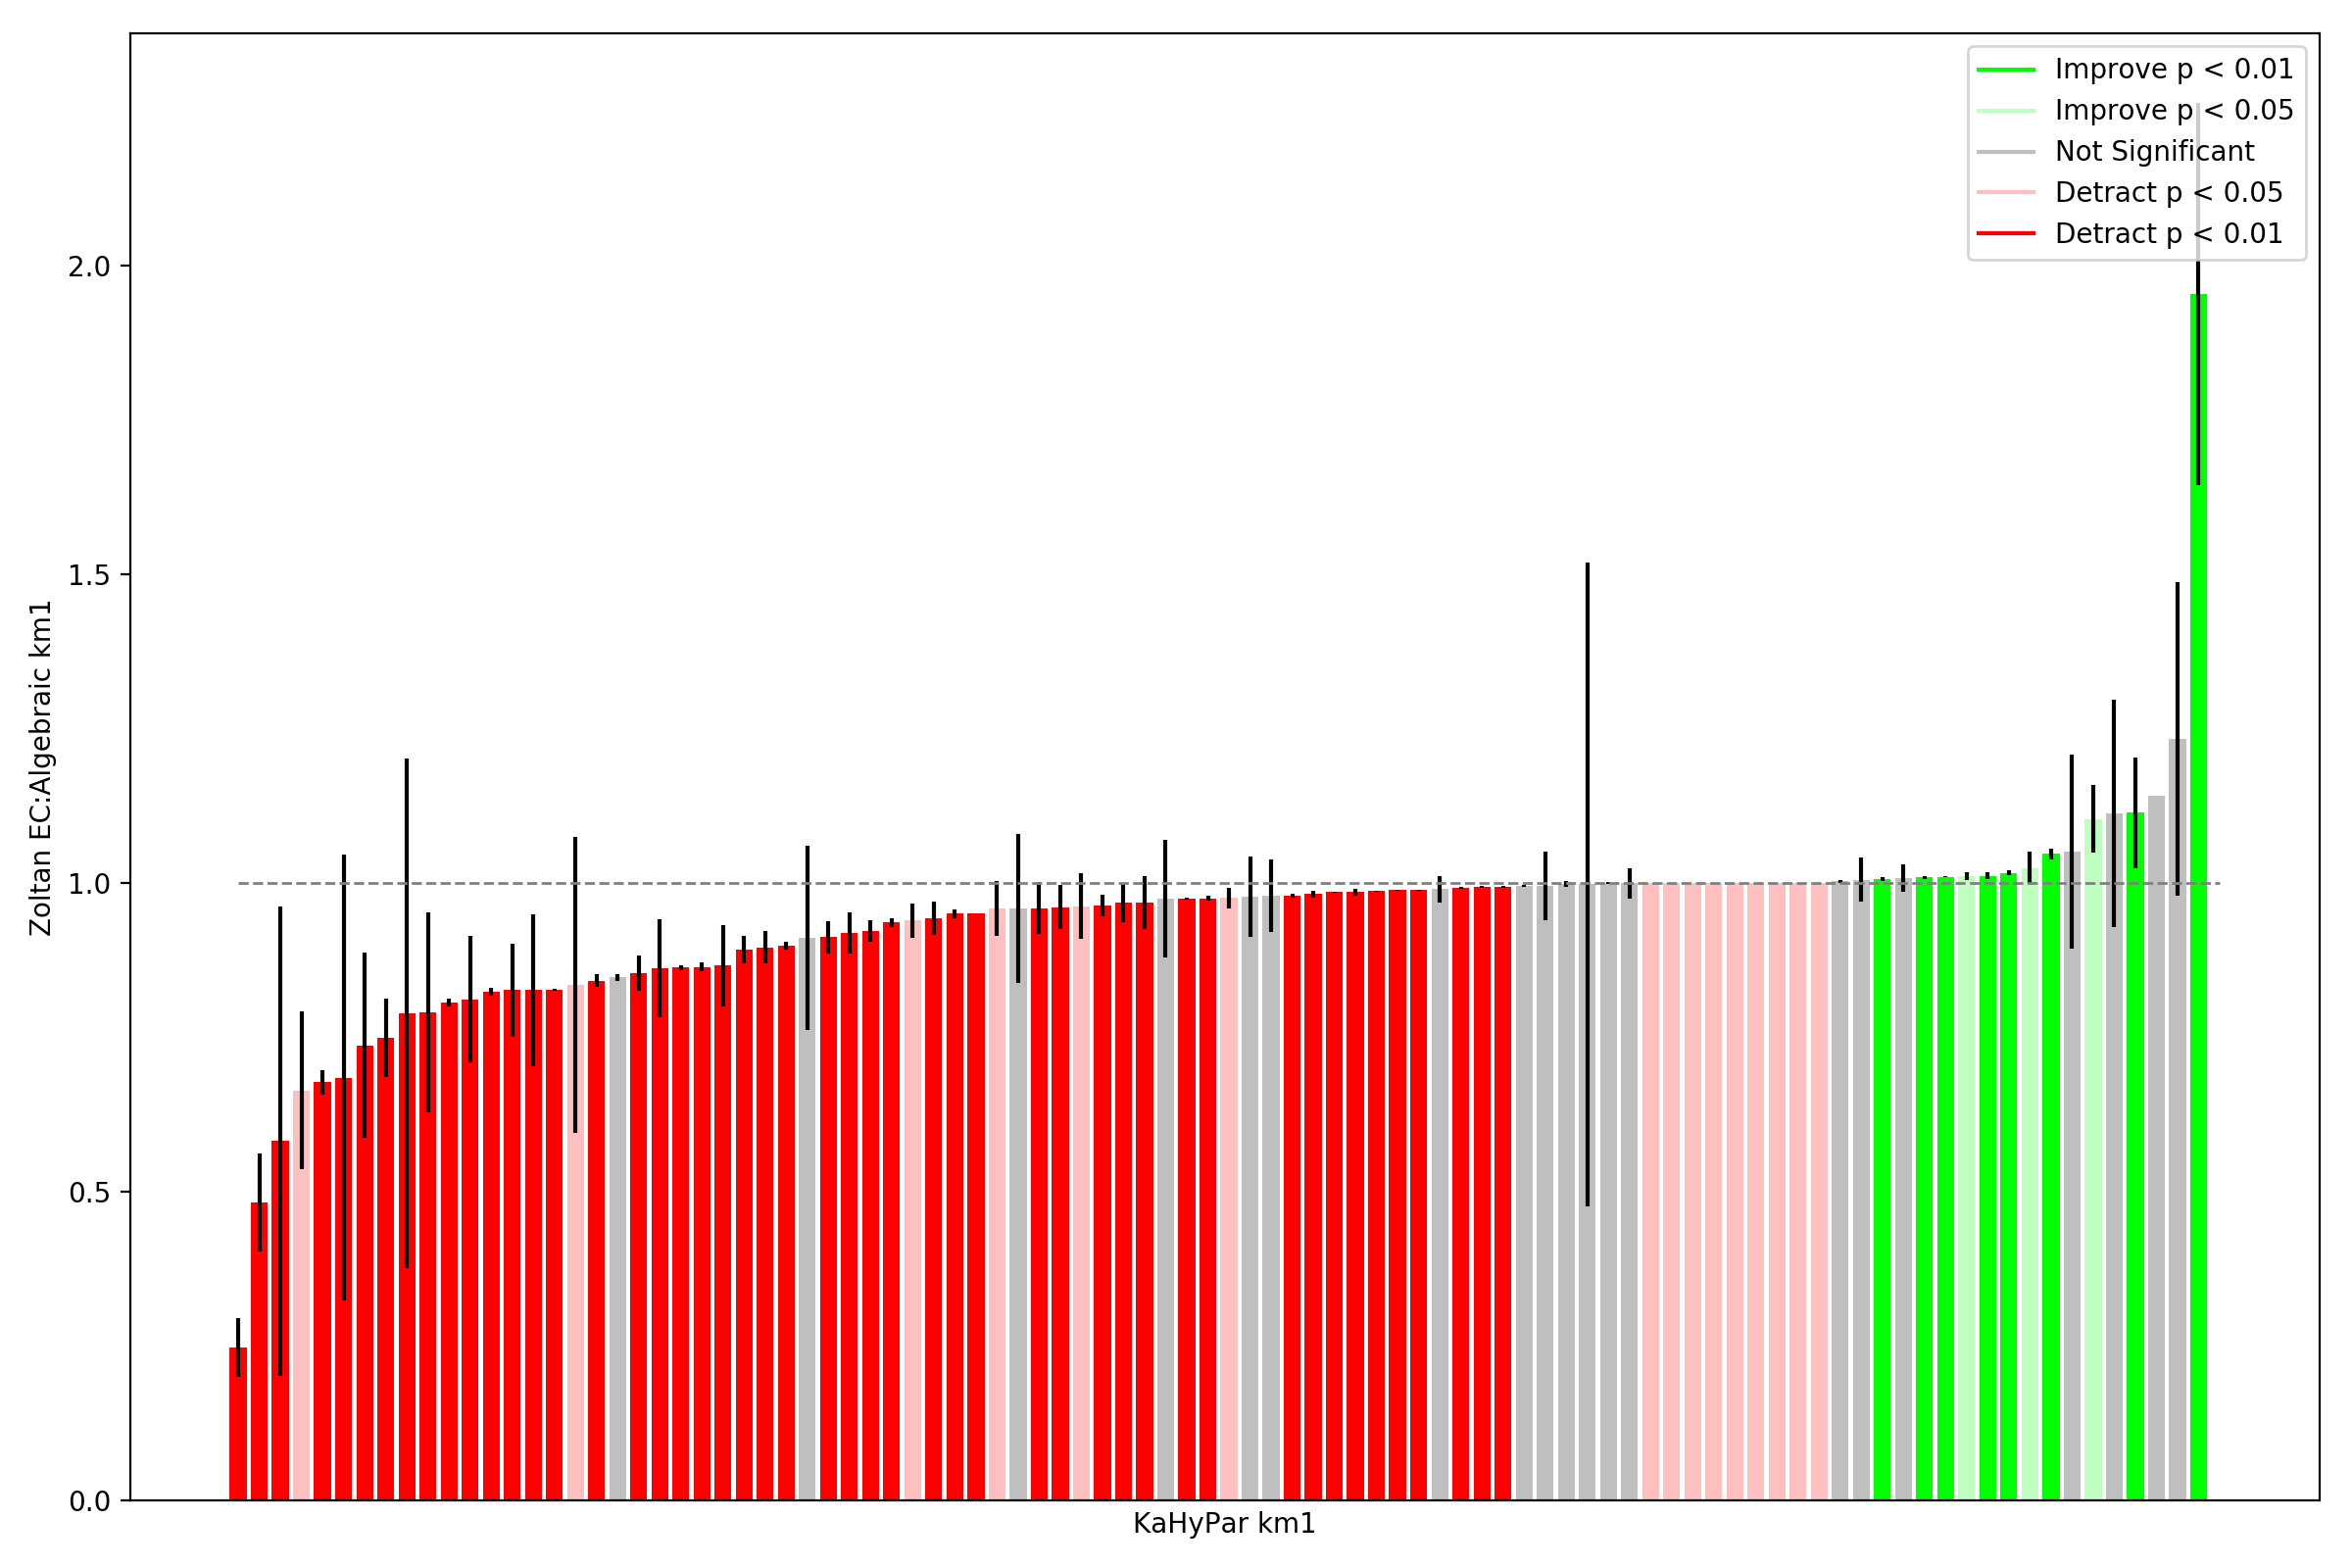 Improve p < 0.01
Improve p < 0.05
Not Significant
Detract p < 0.05
Detract p < 0.01
2.0
1.5
1.0
0.5
0.0
Zoltan EC:Algebraic km1
KaHyPar km1